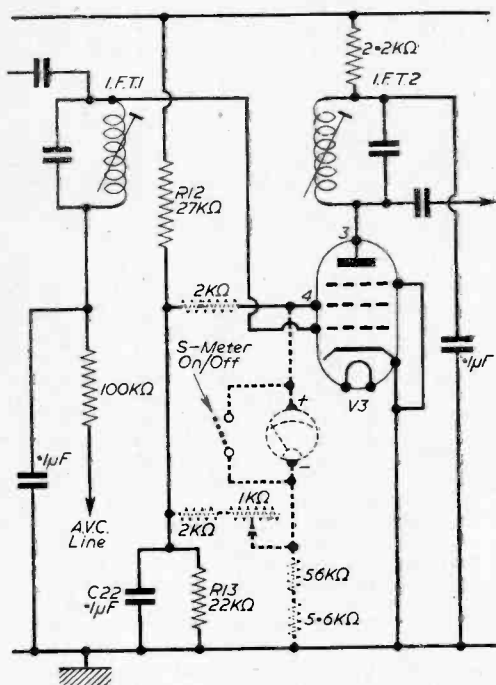 2·2KΩ
I.F.T.1
I.F.T.2
R12
27KΩ
3
2KΩ
4
S-Meter
On/Off
+
V3
·1µF
100KΩ
·1µF
−
1KΩ
2KΩ
A.V.C.
Line
56KΩ
C22
·1µF
R13
22KΩ
5·6KΩ